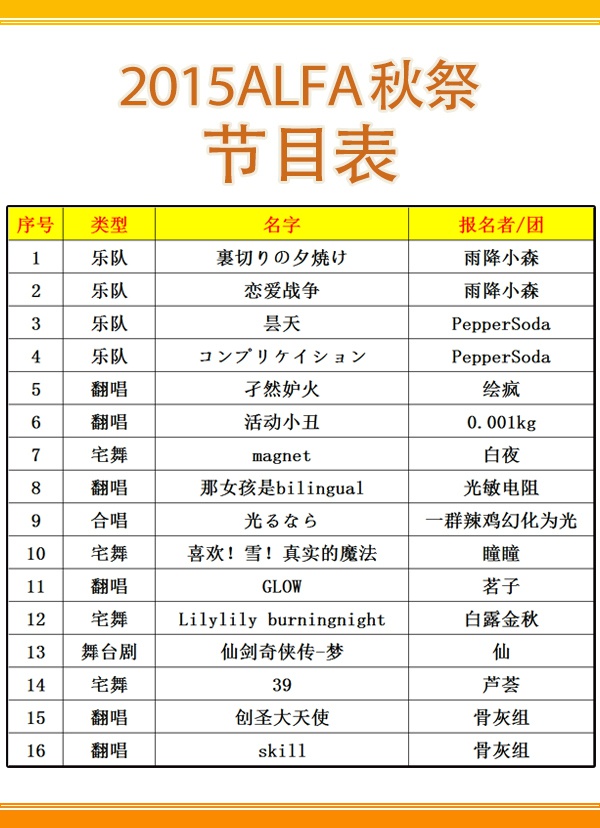 2015ALFA秋祭
节目表
序号 类型 名字 报名者/团
1 乐队 裏切りの夕焼け 雨降小森
2 乐队 恋爱战争 雨降小森
3 乐队 昙天 PepperSoda
4 乐队 コンプリケイション PepperSoda
5 翻唱 孑然妒火 绘疯
6 翻唱 活动小丑 0.001kg
7 宅舞 magnet 白夜
8 翻唱 那女孩是bilingual 光敏电阻
9 合唱 光るなら 一群辣鸡幻化为光
10 宅舞 喜欢！雪！真实的魔法 瞳瞳
11 翻唱 GLOW 茗子
12 宅舞 Lilylily burningnight 白露金秋
13 舞台剧 仙剑奇侠传-梦 仙
14 宅舞 39 芦荟
15 翻唱 创圣大天使 骨灰组
16 翻唱 skill 骨灰组